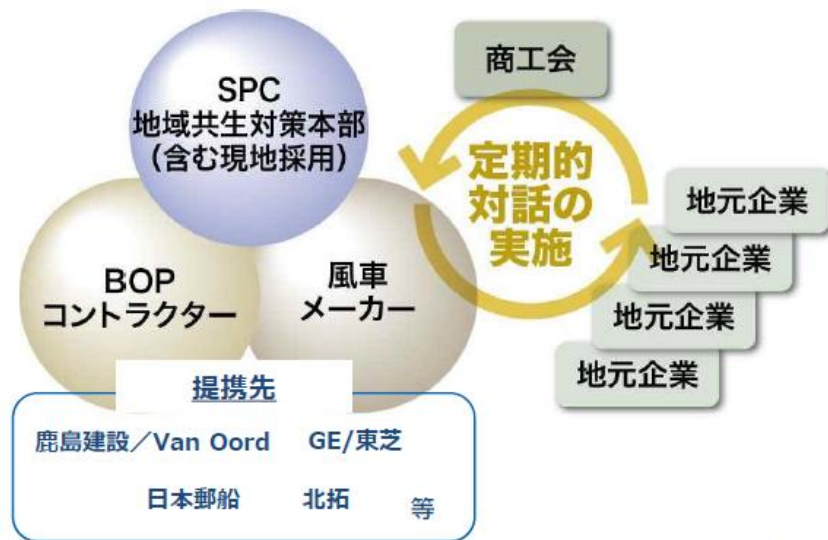 商工会
SPC
地域共生対策本部
（含む現地採用）
定期的
対話の
実施
地元企業
地元企業
地元企業
地元企業
BOP
コントラクター
風車
メーカー
提携先
鹿島建設／Van Oord GE/東芝
日本郵船 北拓 等